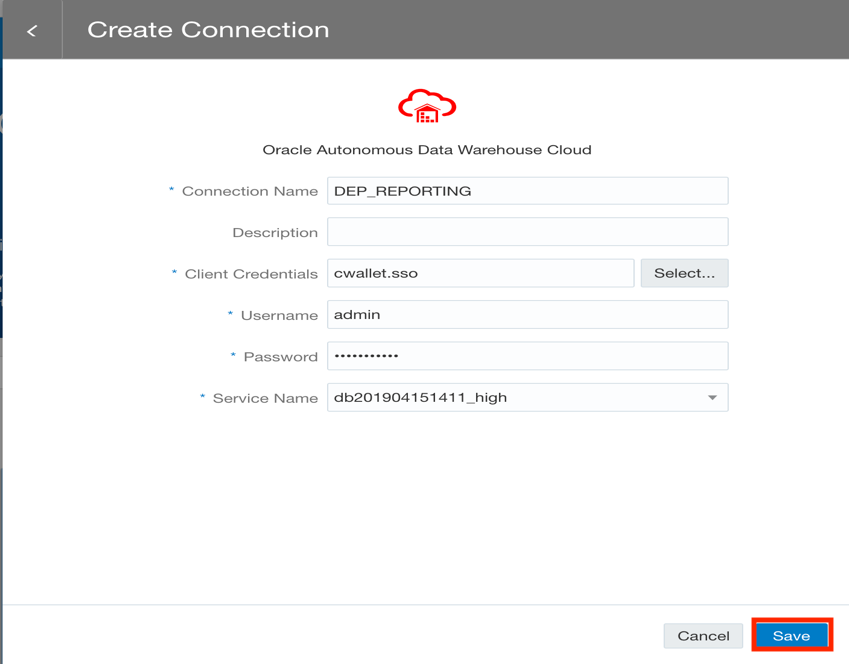 Create Connection
Oracle Autonomous Data Warehouse Cloud
* Connection Name DEP_REPORTING
Description
* Client Credentials cwallet.sso Select...
* Username admin
* Password •••••••••••
* Service Name db201904151411_high
Cancel Save